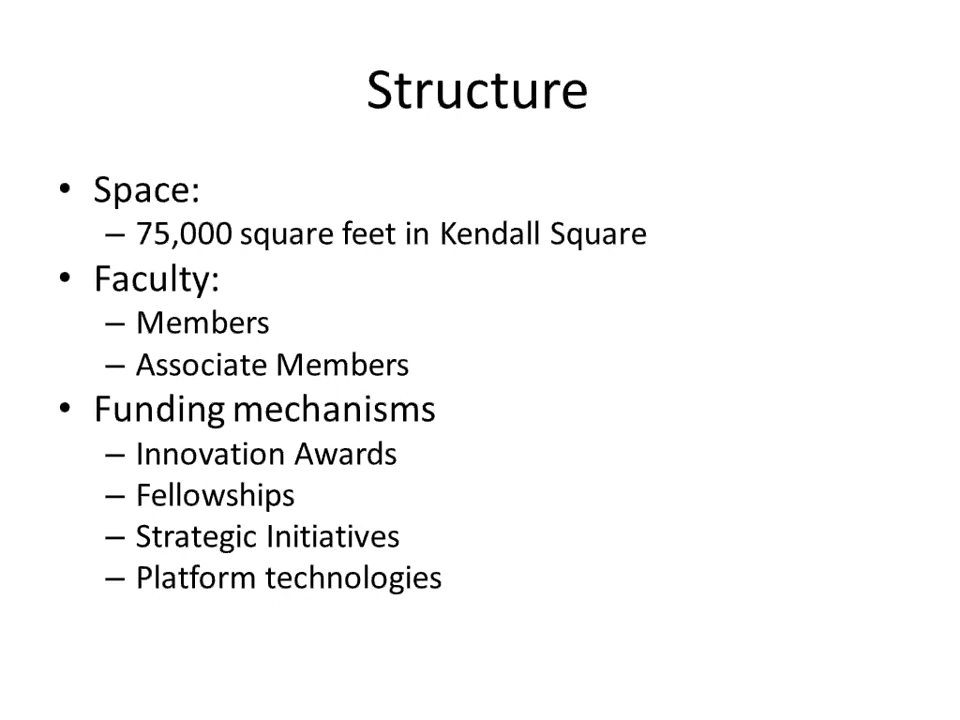 Structure
• Space:
– 75,000 square feet in Kendall Square
• Faculty:
– Members
– Associate Members
• Funding mechanisms
– Innovation Awards
– Fellowships
– Strategic Initiatives
– Platform technologies